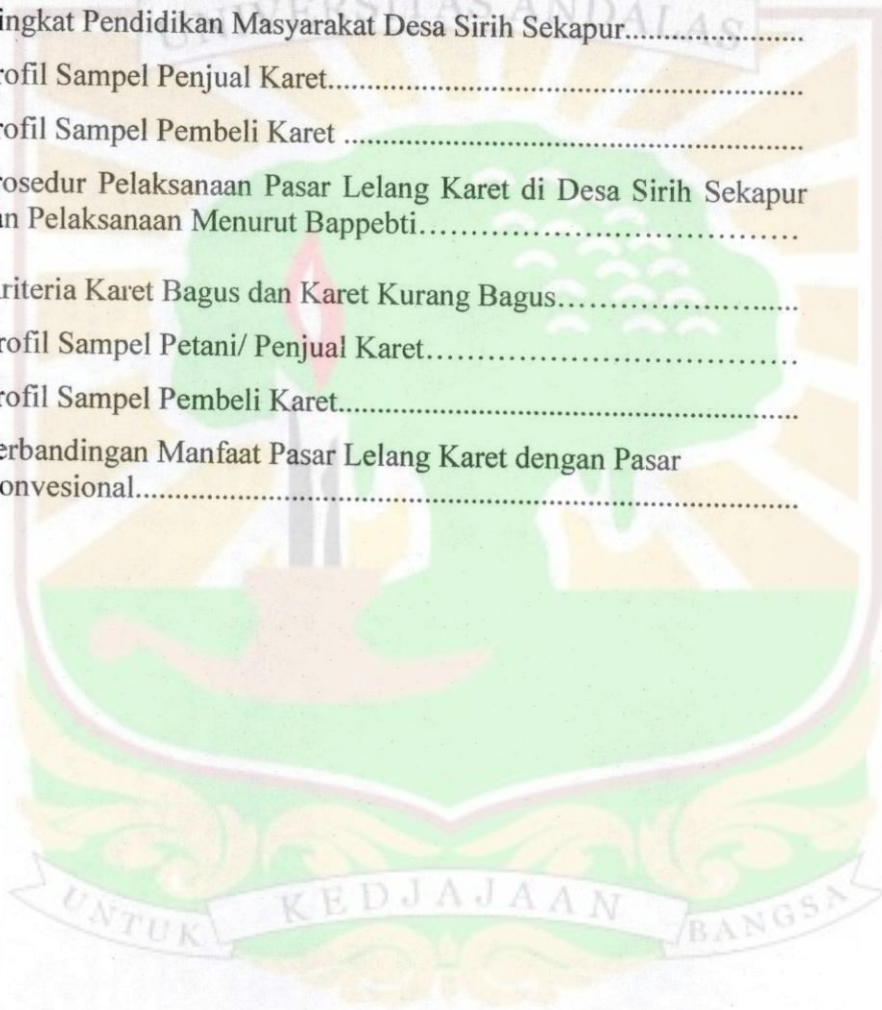 UNIVERSITAS ANDALAS
ingkat Pendidikan Masyarakat Desa Sirih Sekapur......................
rofil Sampel Penjual Karet..............................................................
rofil Sampel Pembeli Karet ............................................................
rosedur Pelaksanaan Pasar Lelang Karet di Desa Sirih Sekapur
an Pelaksanaan Menurut Bappebti......................................
riteria Karet Bagus dan Karet Kurang Bagus........................
rofil Sampel Petani/ Penjual Karet.....................................
rofil Sampel Pembeli Karet.............................................................
erbandingan Manfaat Pasar Lelang Karet dengan Pasar
onvesional........................................................................................
UNTUK KEDJAJAAN BANGSA